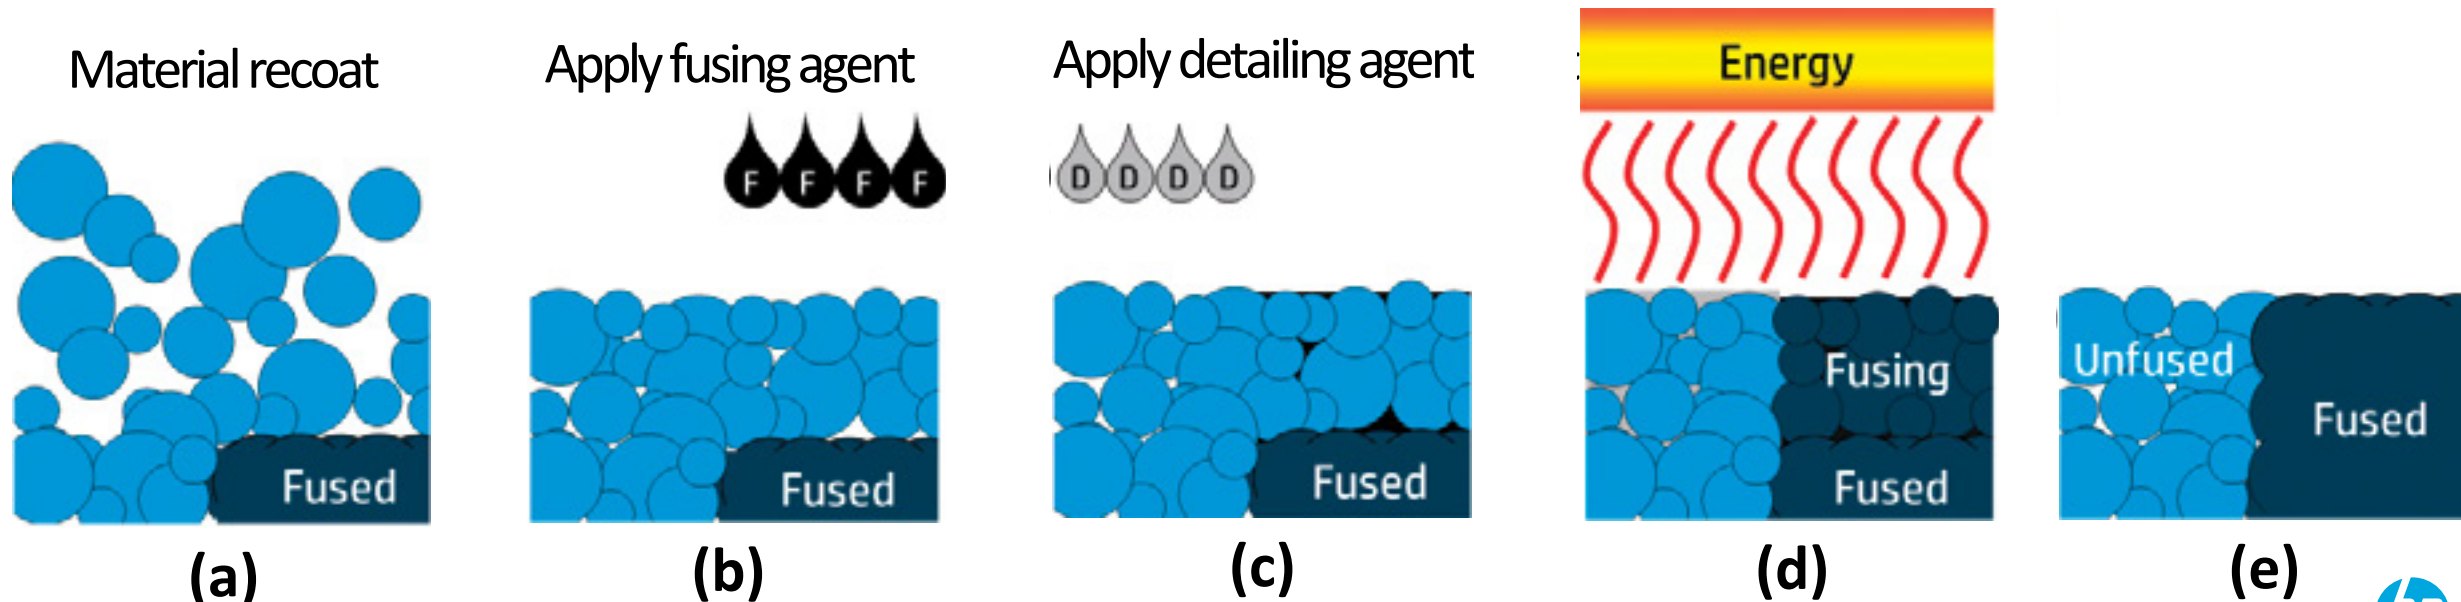 Material recoat
Apply fusing agent
Apply detailing agent
Energy
F F F F
D D D D
Fusing
Unfused
Fused
Fused
Fused
Fused
Fused
(a)
(b)
(c)
(d)
(e)